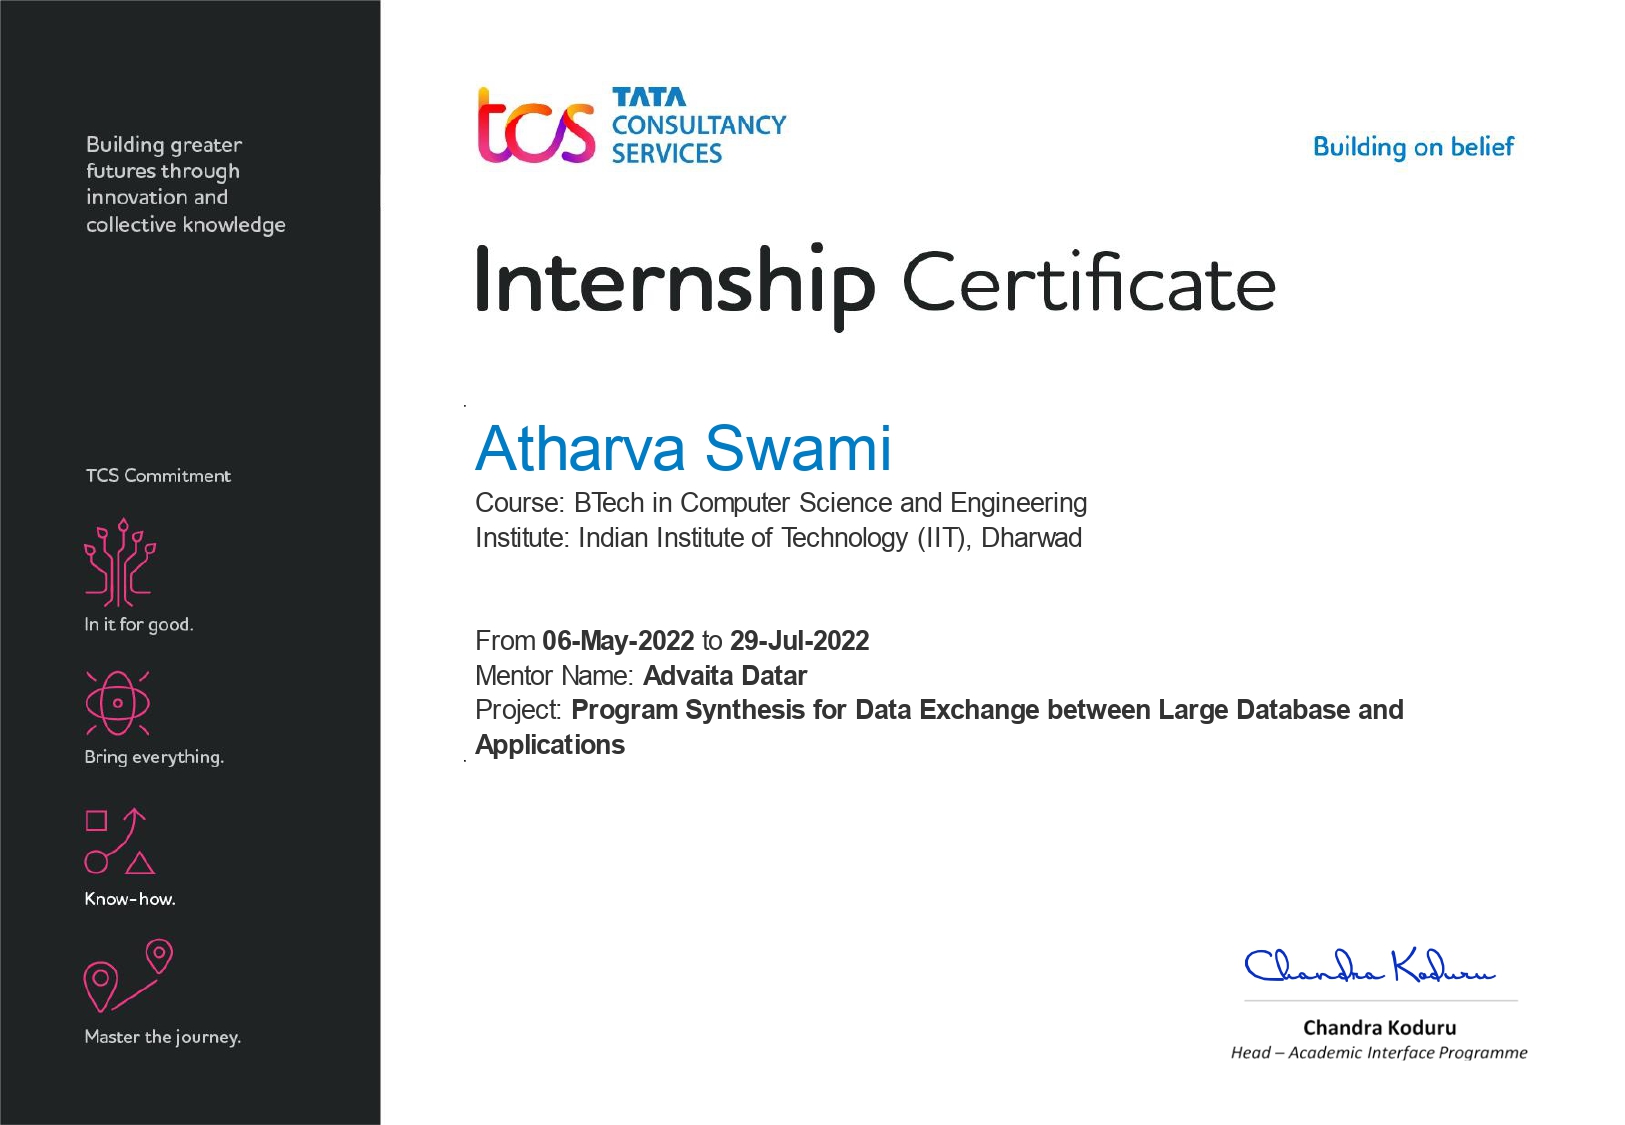 Building greater
futures through
innovation and
collective knowledge
TCS Commitment
In it for good.
Bring everything.
Know-how.
Master the journey.
tcs TATA
CONSULTANCY
SERVICES
Building on belief
Internship Certificate
Atharva Swami
Course: BTech in Computer Science and Engineering
Institute: Indian Institute of Technology (IIT), Dharwad
From 06-May-2022 to 29-Jul-2022
Mentor Name: Advaita Datar
Project: Program Synthesis for Data Exchange between Large Database and
Applications
Chandra Koduru
Chandra Koduru
Head – Academic Interface Programme